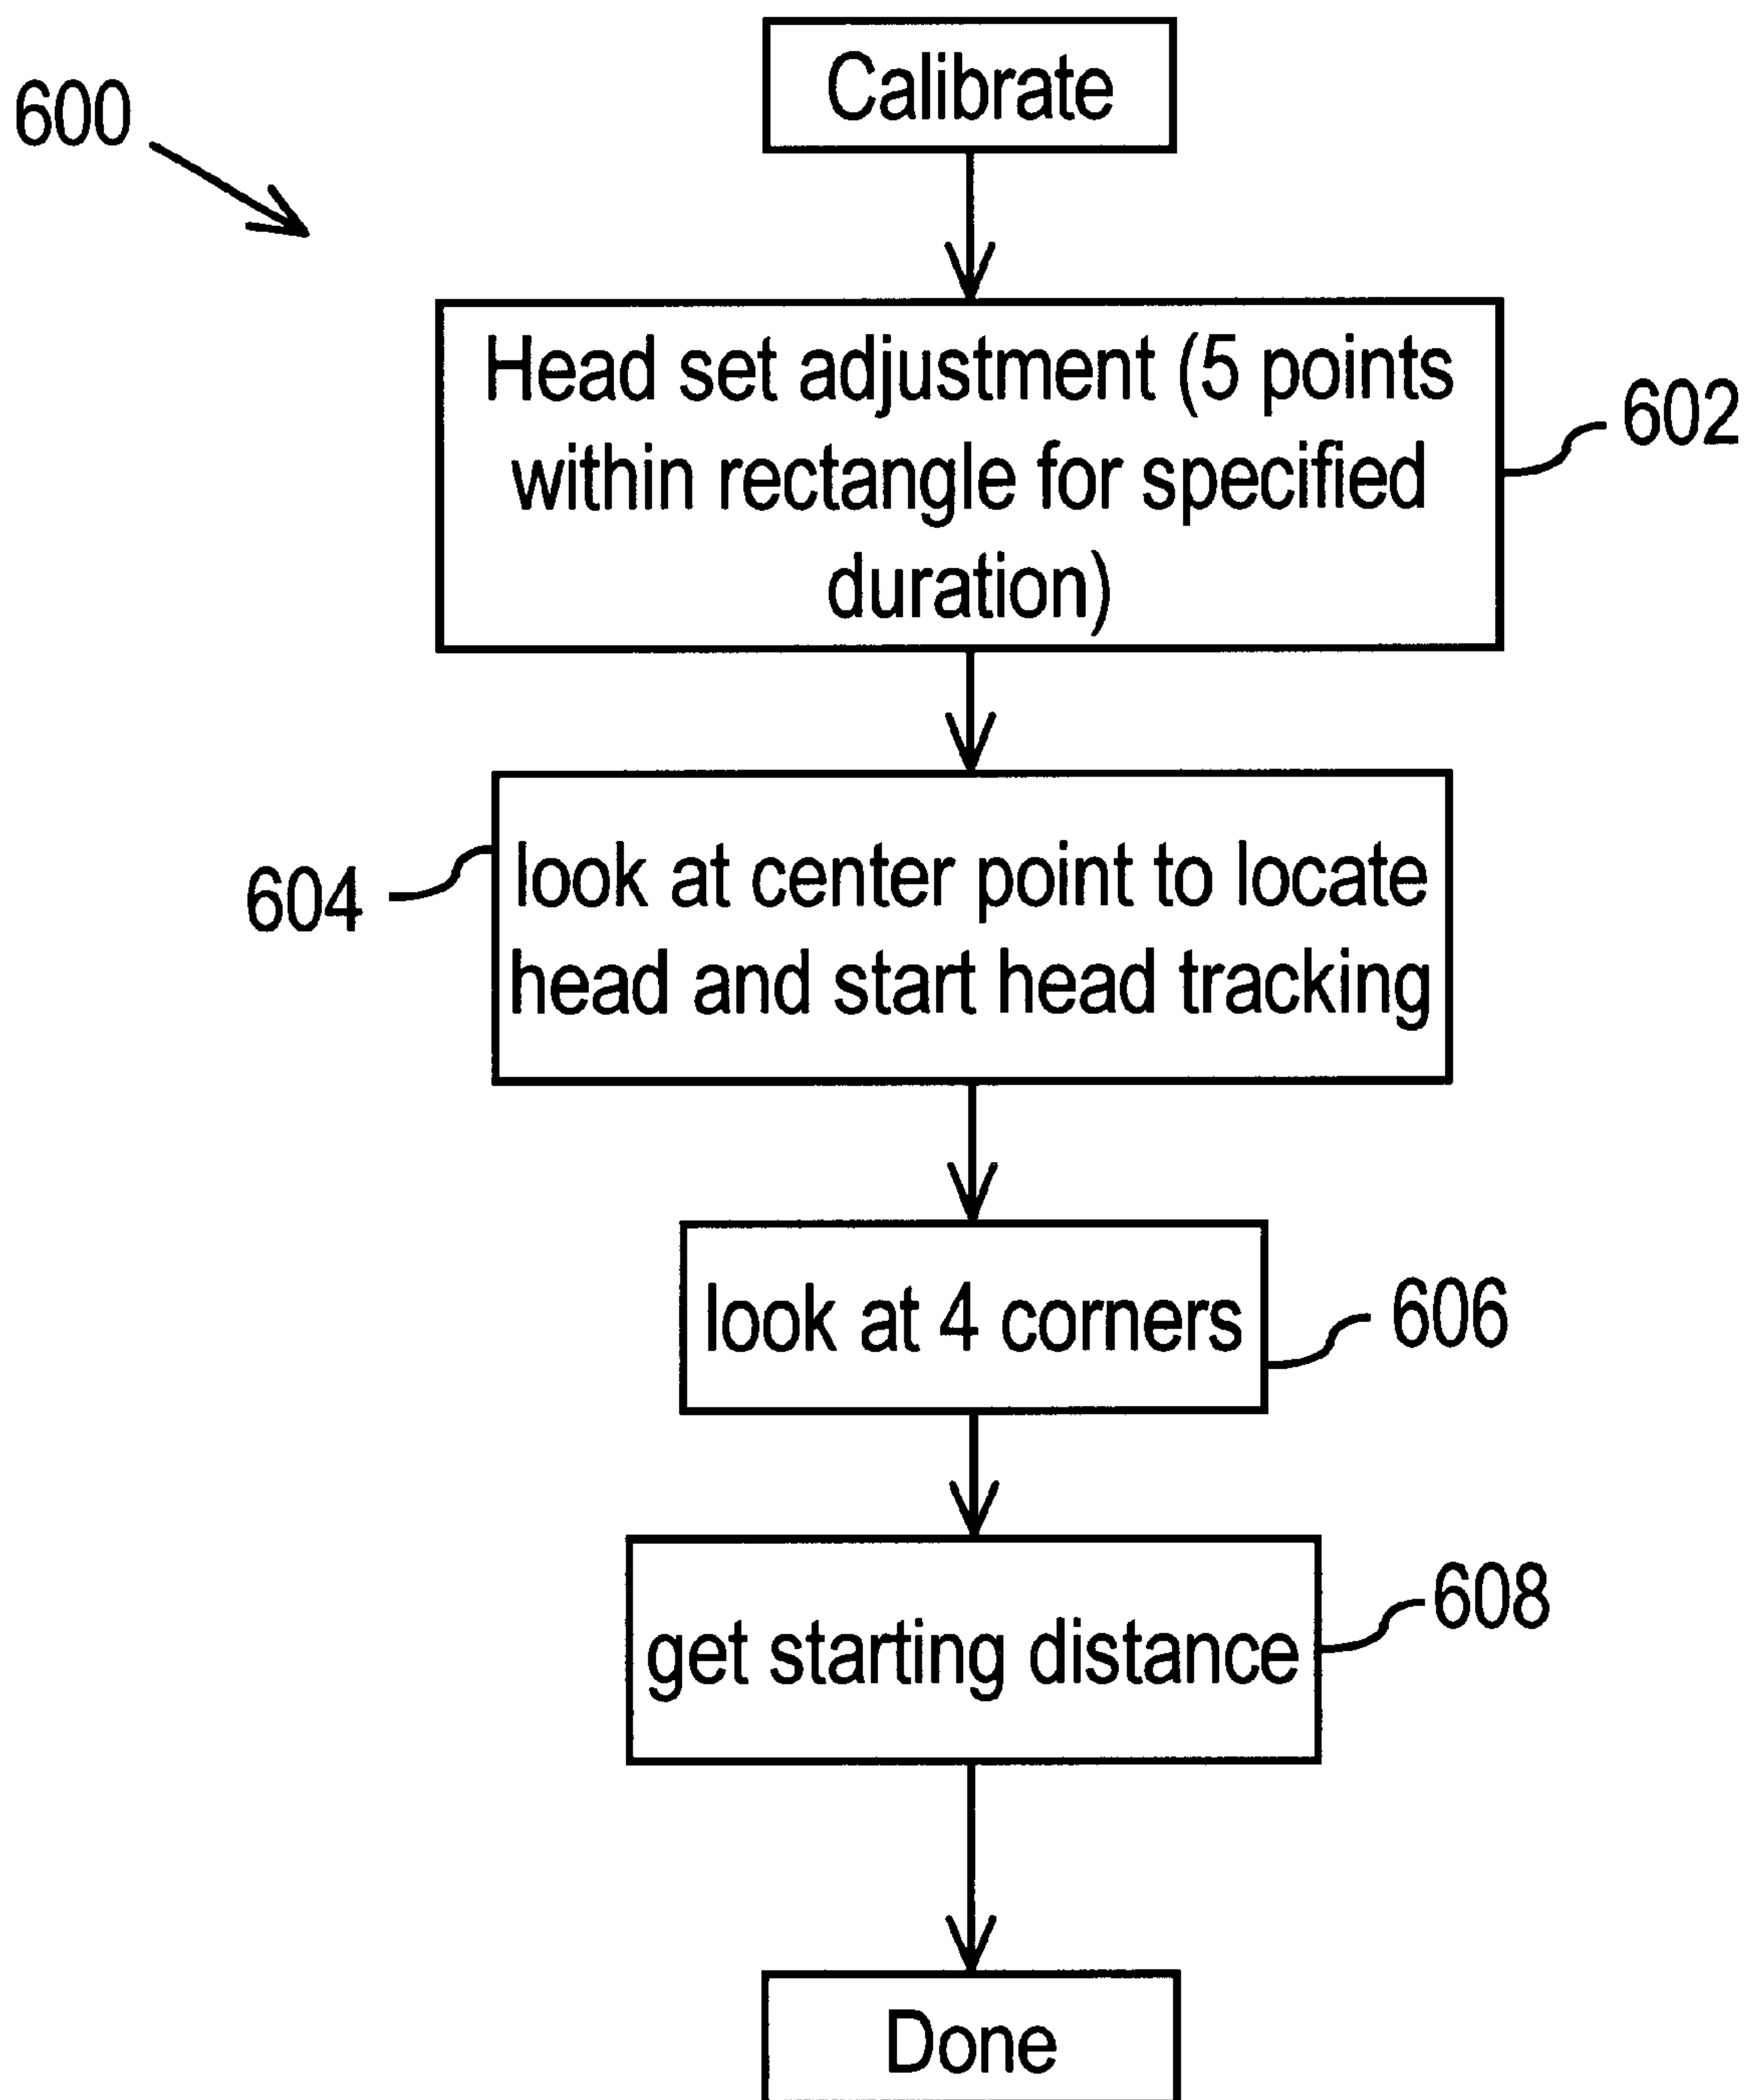 Calibrate
600
Head set adjustment (5 points
within rectangle for specified
duration)
602
look at center point to locate
head and start head tracking
604
look at 4 corners
606
get starting distance
608
Done